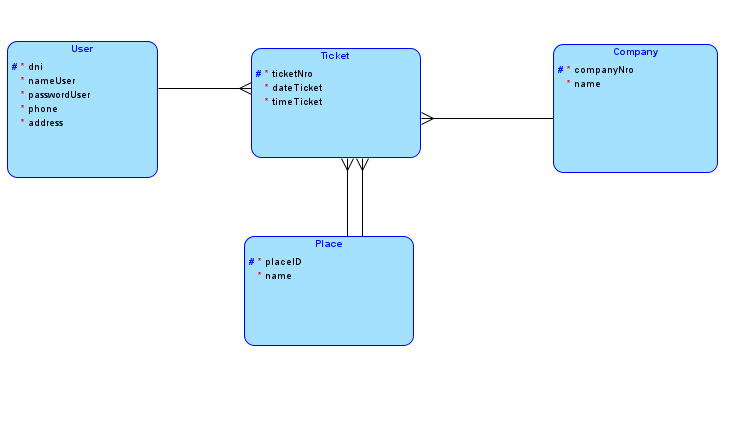 User
# * dni
* nameUser
* passwordUser
* phone
* address
Ticket
# * ticketNro
* dateTicket
* timeTicket
Company
# * companyNro
* name
Place
# * placeID
* name